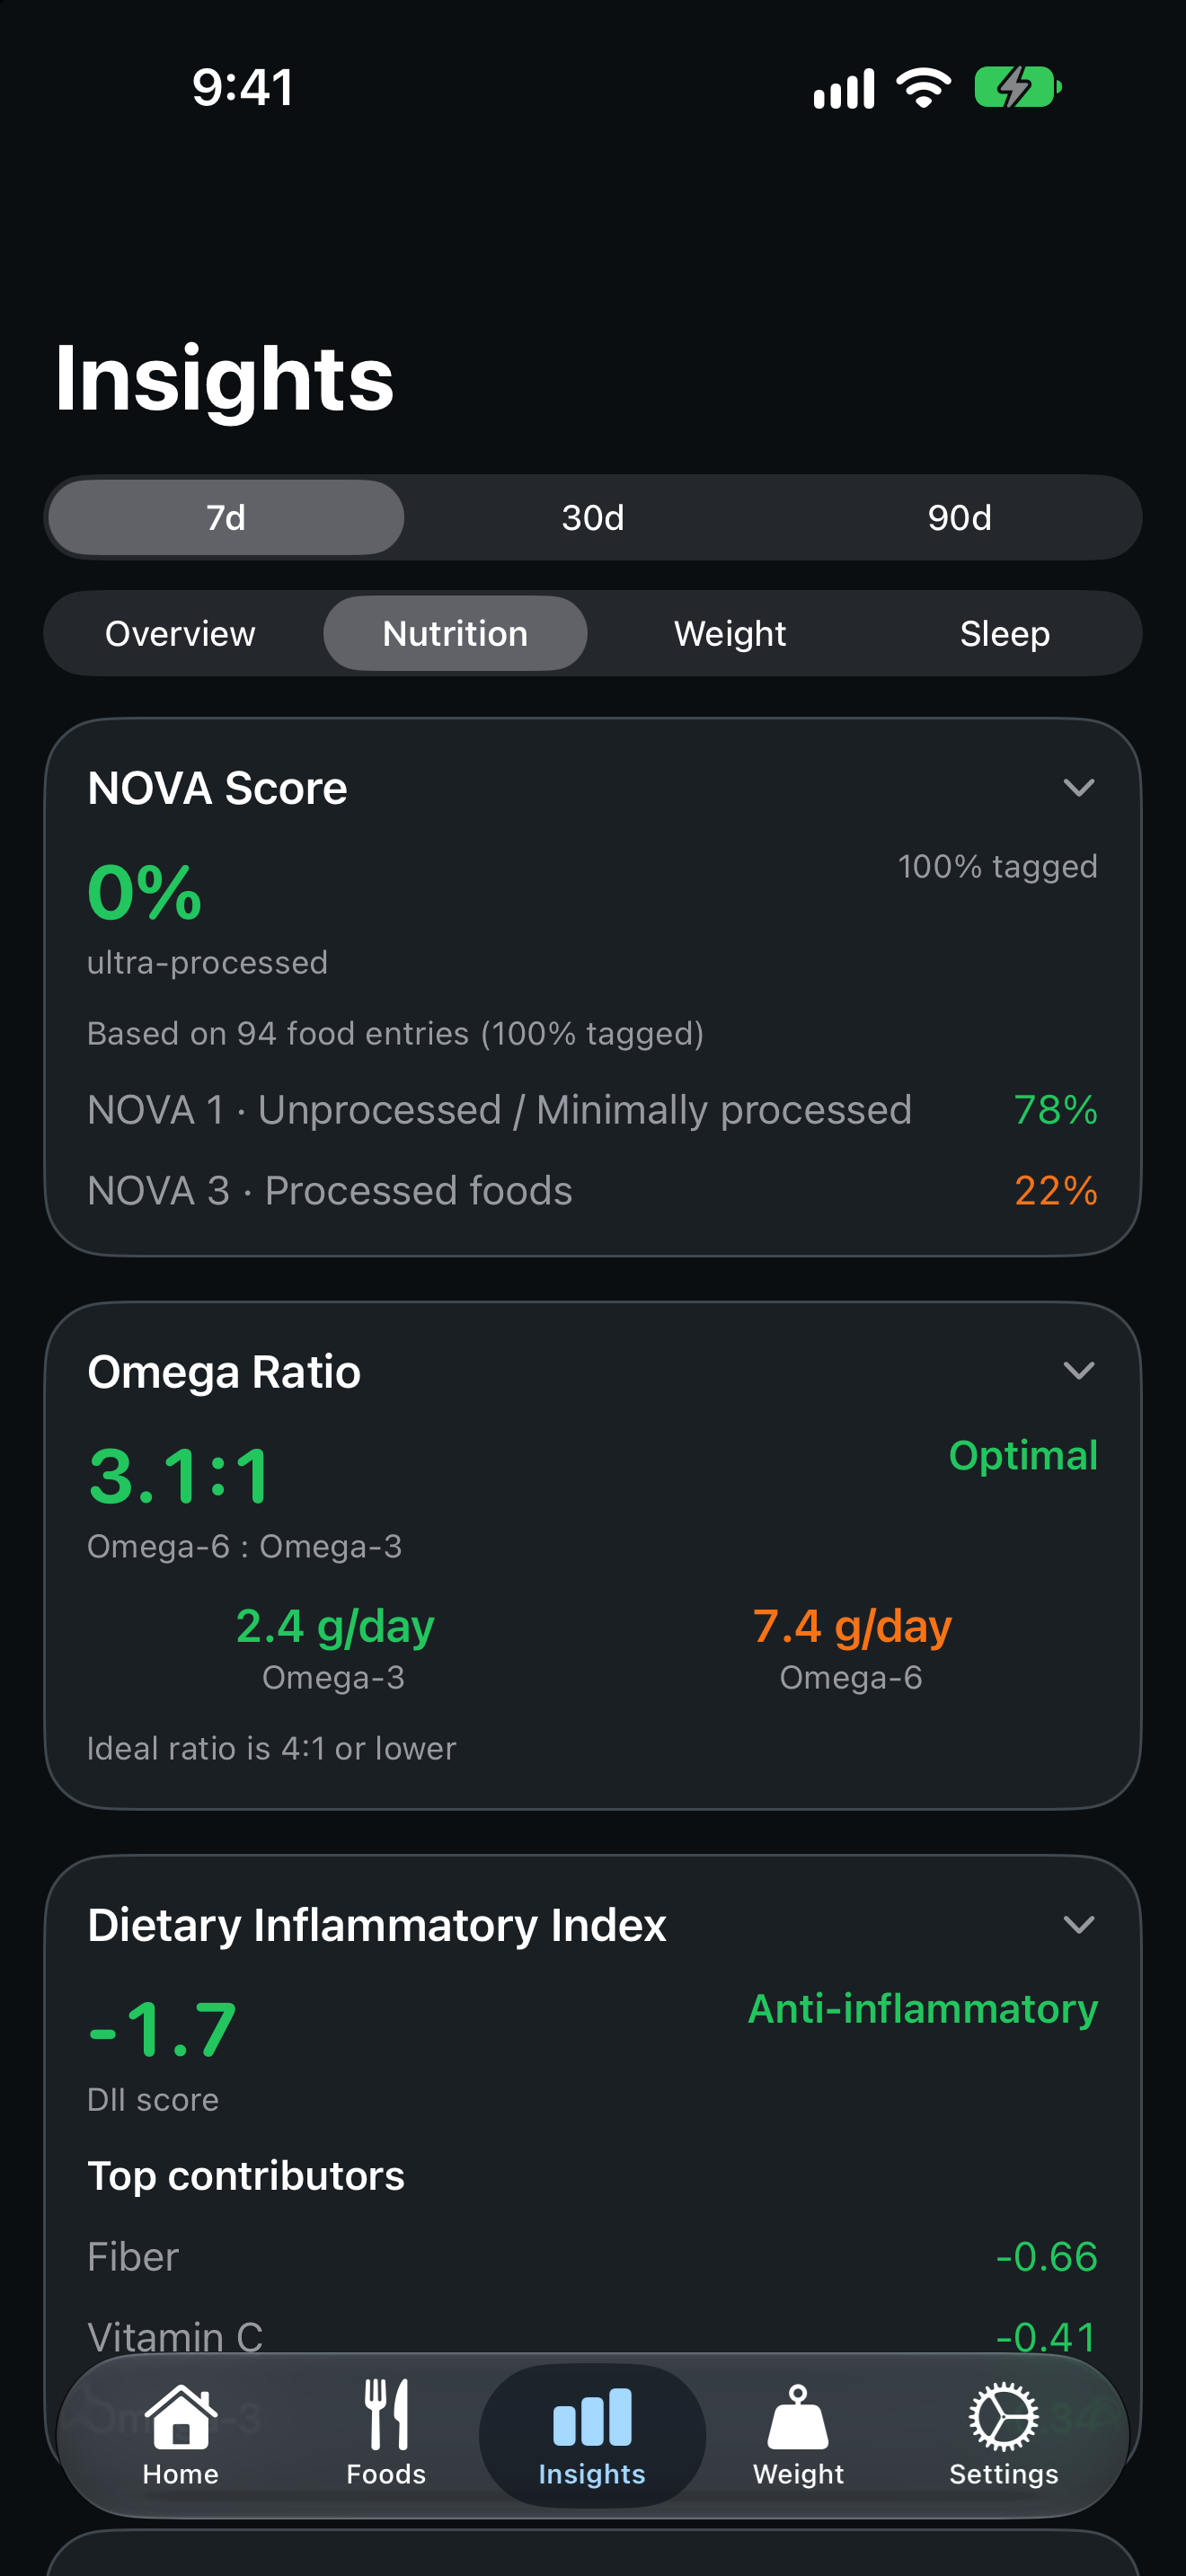 9:41
Insights
7d 30d 90d
Overview Nutrition Weight Sleep
NOVA Score
0% 100% tagged
ultra-processed
Based on 94 food entries (100% tagged)
NOVA 1 · Unprocessed / Minimally processed 78%
NOVA 3 · Processed foods 22%
Omega Ratio
3.1:1 Optimal
Omega-6 : Omega-3
2.4 g/day 7.4 g/day
Omega-3 Omega-6
Ideal ratio is 4:1 or lower
Dietary Inflammatory Index
-1.7 Anti-inflammatory
DII score
Top contributors
Fiber -0.66
Vitamin C -0.41
Home Foods Insights Weight Settings